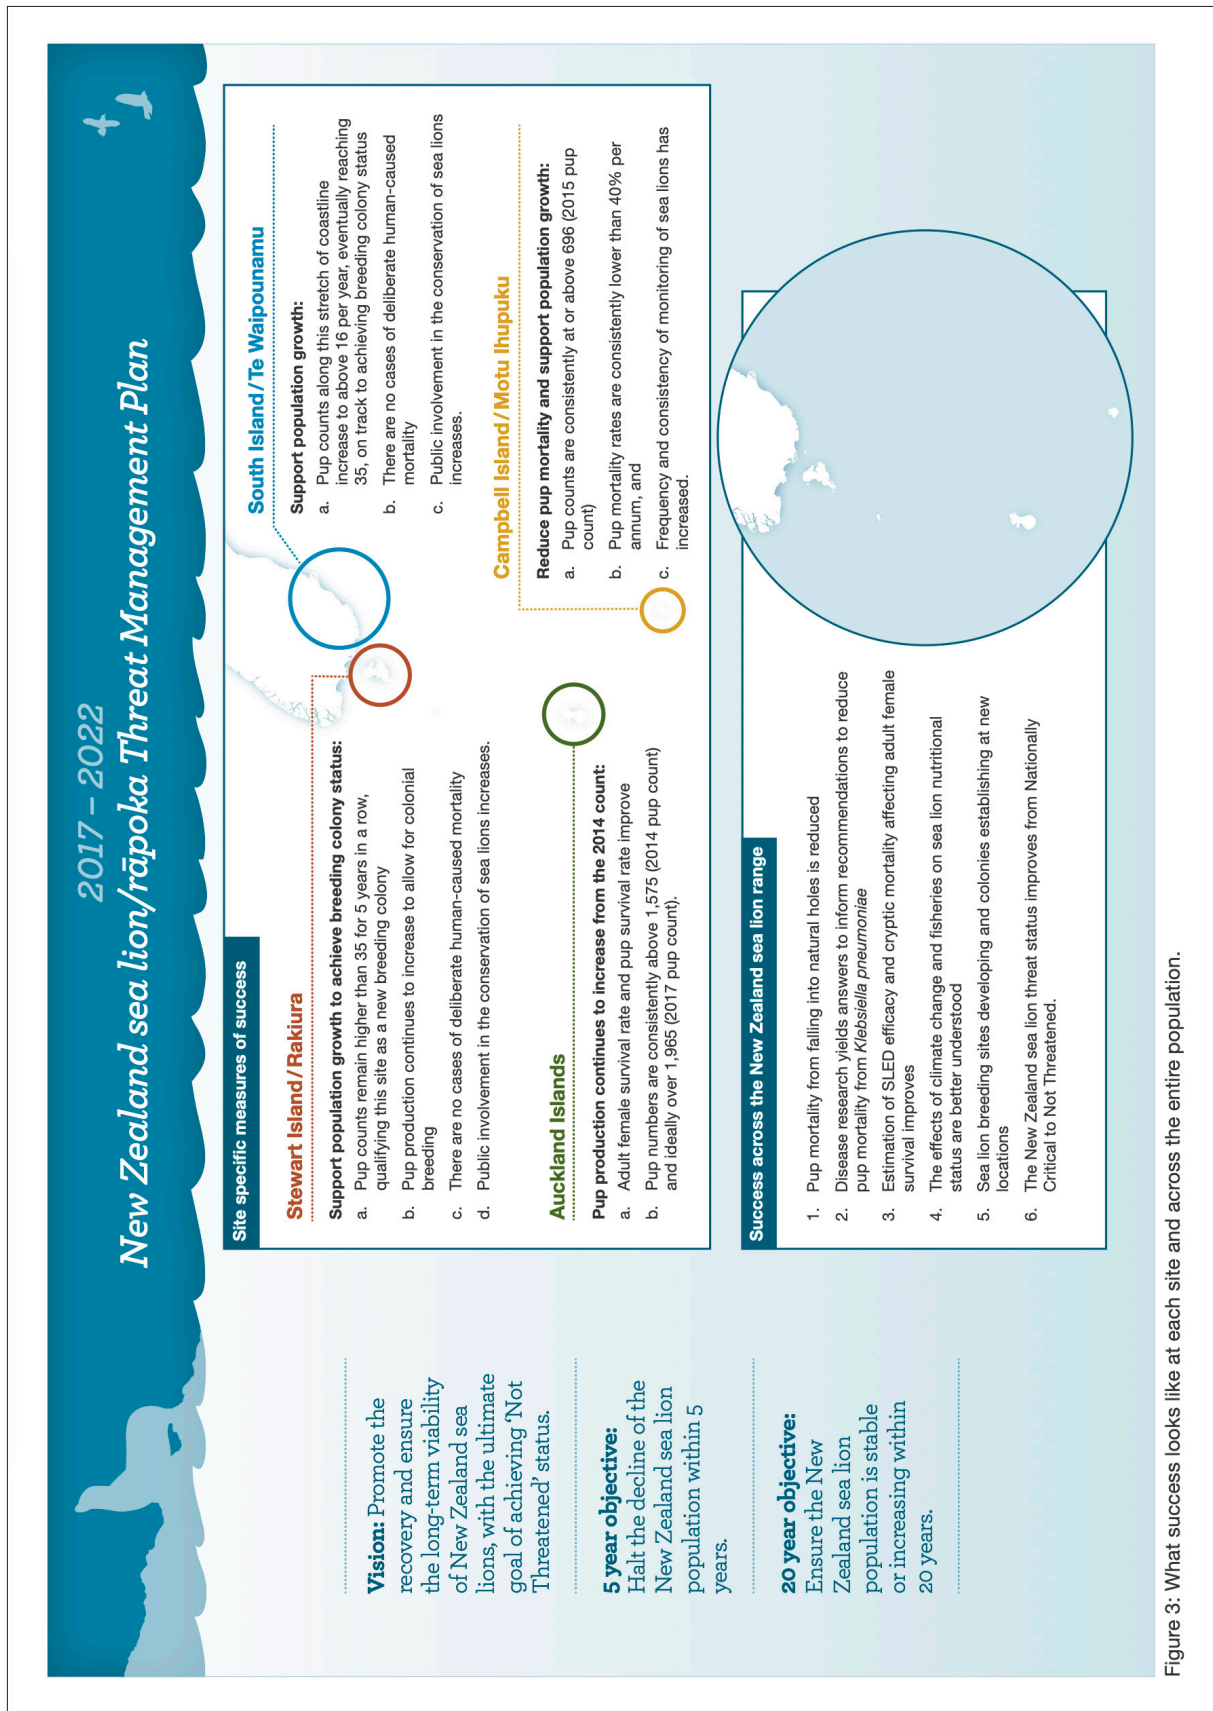 2017 – 2022
New Zealand sea lion/rāpoka Threat Management Plan
Vision: Promote the
recovery and ensure
the long-term viability
of New Zealand sea
lions, with the ultimate
goal of achieving ‘Not
Threatened’ status.
5 year objective:
Halt the decline of the
New Zealand sea lion
population within 5
years.
20 year objective:
Ensure the New
Zealand sea lion
population is stable
or increasing within
20 years.
Site specific measures of success
Stewart Island/Rakiura
Support population growth to achieve breeding colony status:
a. Pup counts remain higher than 35 for 5 years in a row,
qualifying this site as a new breeding colony
b. Pup production continues to increase to allow for colonial
breeding
c. There are no cases of deliberate human-caused mortality
d. Public involvement in the conservation of sea lions increases.
Auckland Islands
Pup production continues to increase from the 2014 count:
a. Adult female survival rate and pup survival rate improve
b. Pup numbers are consistently above 1,575 (2014 pup count)
and ideally over 1,965 (2017 pup count).
South Island/Te Waipounamu
Support population growth:
a. Pup counts along this stretch of coastline
increase to above 16 per year, eventually reaching
35, on track to achieving breeding colony status
b. There are no cases of deliberate human-caused
mortality
c. Public involvement in the conservation of sea lions
increases.
Campbell Island/Motu Ihupuku
Reduce pup mortality and support population growth:
a. Pup counts are consistently at or above 696 (2015 pup
count)
b. Pup mortality rates are consistently lower than 40% per
annum, and
c. Frequency and consistency of monitoring of sea lions has
increased.
Success across the New Zealand sea lion range
1. Pup mortality from falling into natural holes is reduced
2. Disease research yields answers to inform recommendations to reduce
pup mortality from Klebsiella pneumoniae
3. Estimation of SLED efficacy and cryptic mortality affecting adult female
survival improves
4. The effects of climate change and fisheries on sea lion nutritional
status are better understood
5. Sea lion breeding sites developing and colonies establishing at new
locations
6. The New Zealand sea lion threat status improves from Nationally
Critical to Not Threatened.
Figure 3: What success looks like at each site and across the entire population.